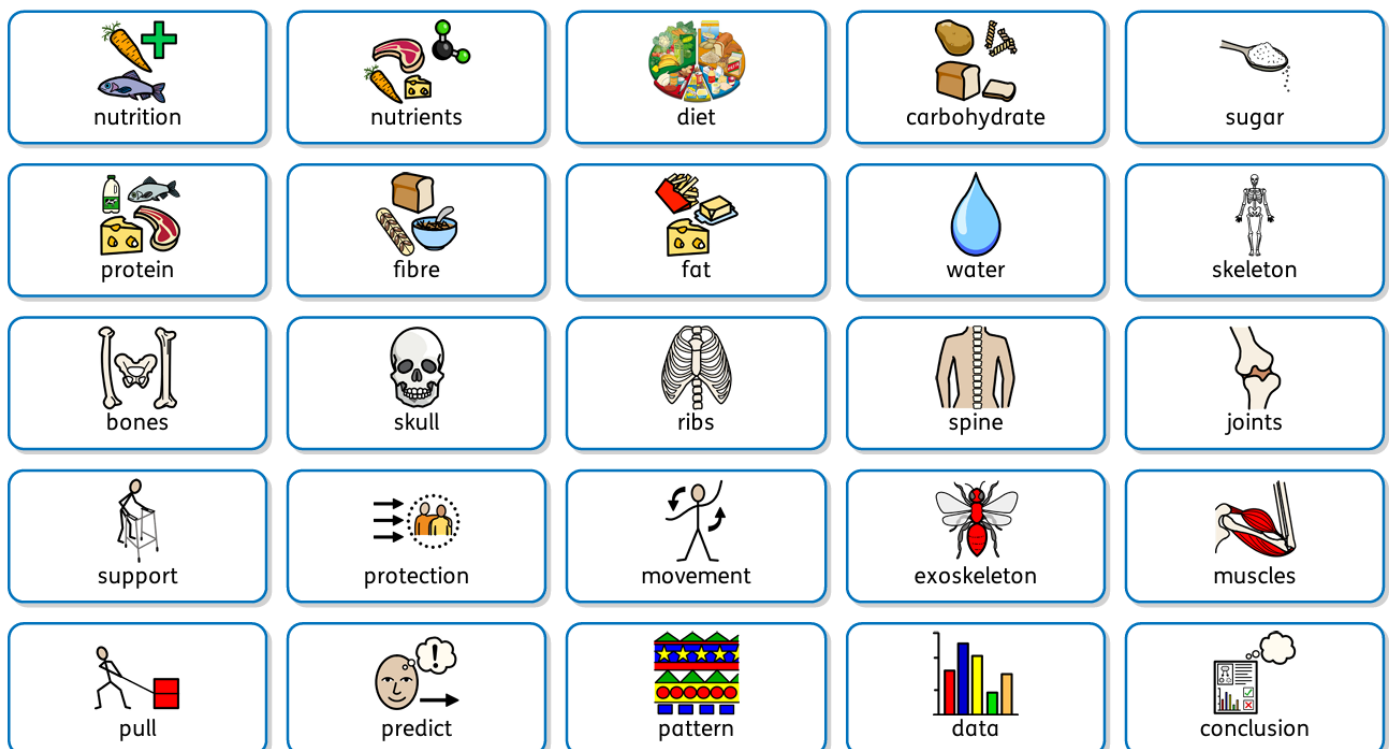 nutrition
nutrients
diet
carbohydrate
sugar
protein
fibre
fat
water
skeleton
bones
skull
ribs
spine
joints
support
protection
movement
exoskeleton
muscles
pull
predict
pattern
data
conclusion